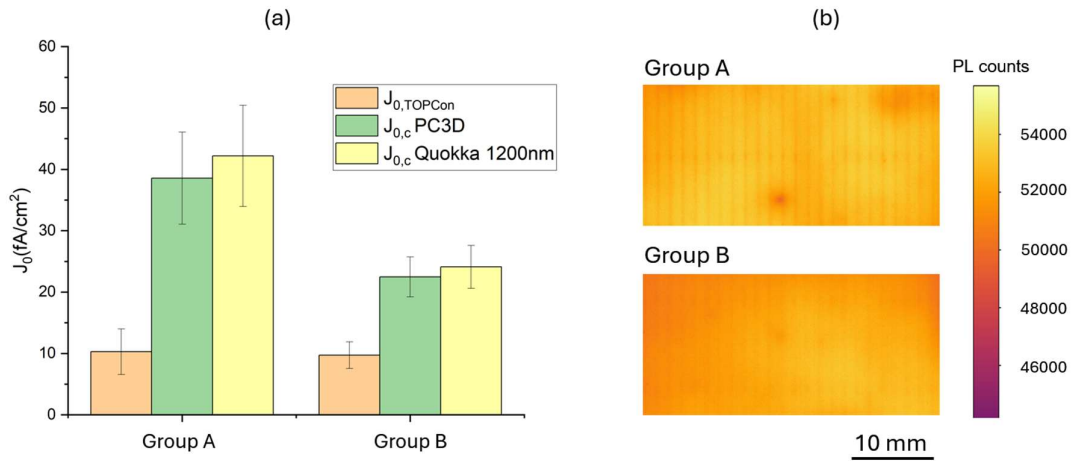 (a)
60
50
40
30
20
10
0
J0(fA/cm²)
J0,TOPCon
J0,c PC3D
J0,c Quokka 1200nm
Group A
Group B
(b)
Group A
Group B
PL counts
54000
52000
50000
48000
46000
10 mm